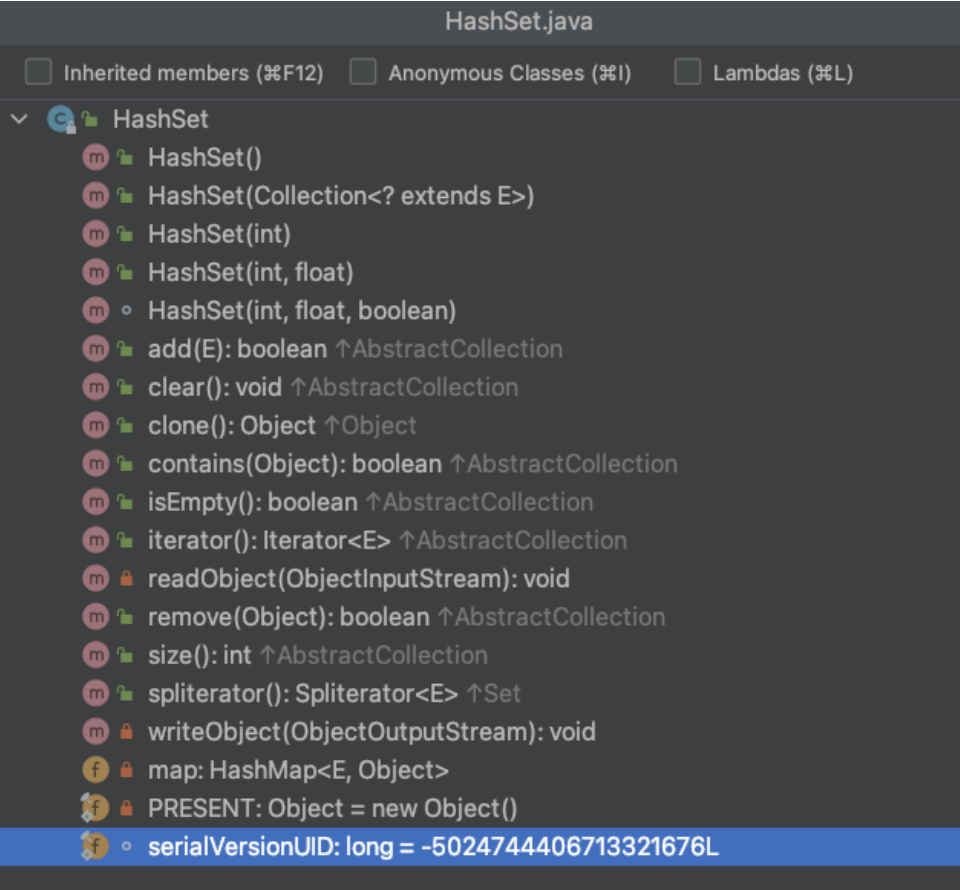 HashSet.java
Inherited members (⌘F12) Anonymous Classes (⌘I) Lambdas (⌘L)
HashSet
HashSet()
HashSet(Collection<? extends E>)
HashSet(int)
HashSet(int, float)
HashSet(int, float, boolean)
add(E): boolean ↑AbstractCollection
clear(): void ↑AbstractCollection
clone(): Object ↑Object
contains(Object): boolean ↑AbstractCollection
isEmpty(): boolean ↑AbstractCollection
iterator(): Iterator<E> ↑AbstractCollection
readObject(ObjectInputStream): void
remove(Object): boolean ↑AbstractCollection
size(): int ↑AbstractCollection
spliterator(): Spliterator<E> ↑Set
writeObject(ObjectOutputStream): void
map: HashMap<E, Object>
PRESENT: Object = new Object()
serialVersionUID: long = -5024744406713321676L